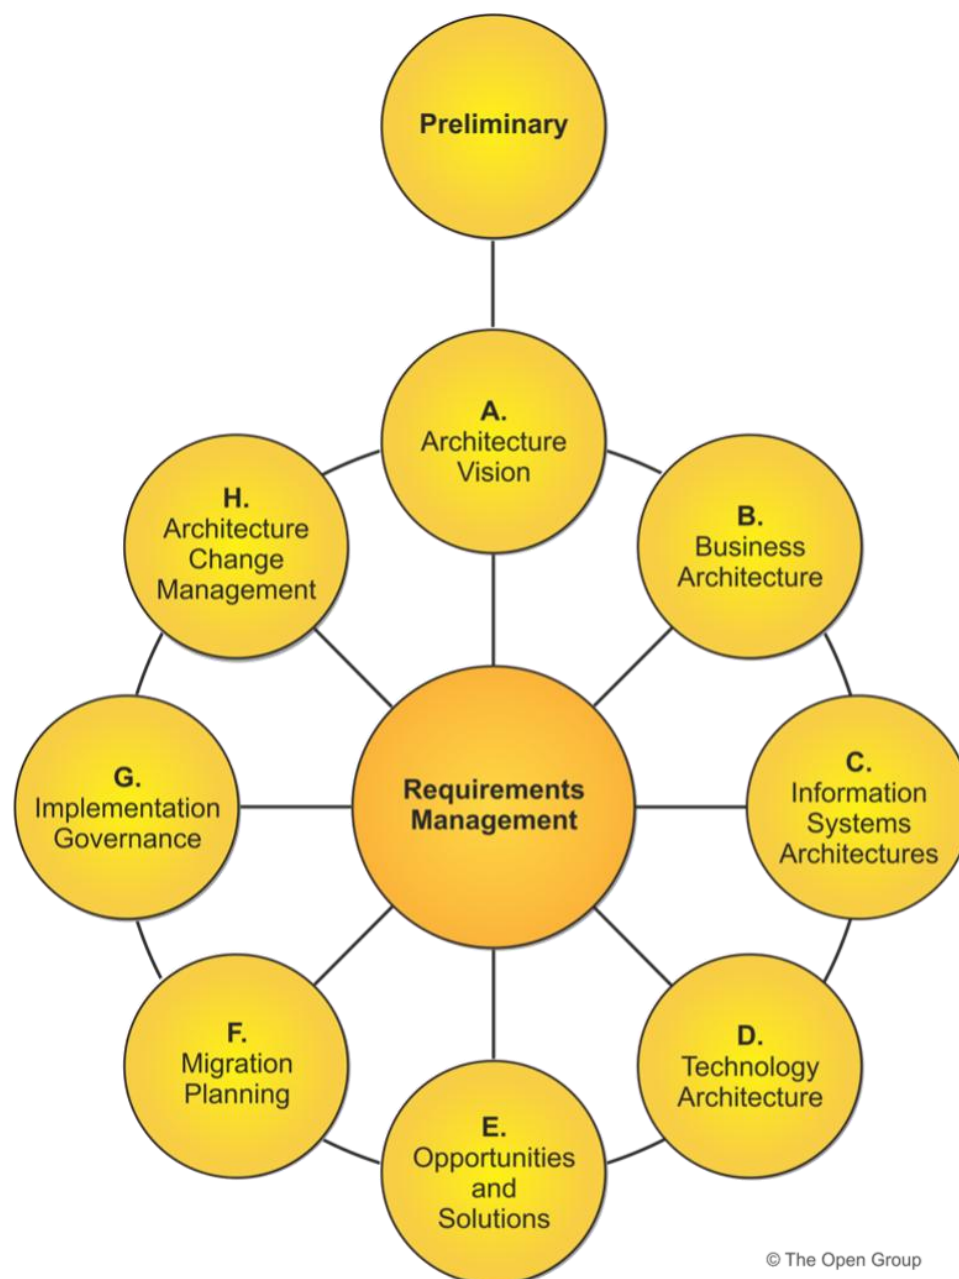 Preliminary
A.
Architecture
Vision
B.
Business
Architecture
C.
Information
Systems
Architectures
D.
Technology
Architecture
E.
Opportunities
and
Solutions
F.
Migration
Planning
G.
Implementation
Governance
H.
Architecture
Change
Management
Requirements
Management
© The Open Group